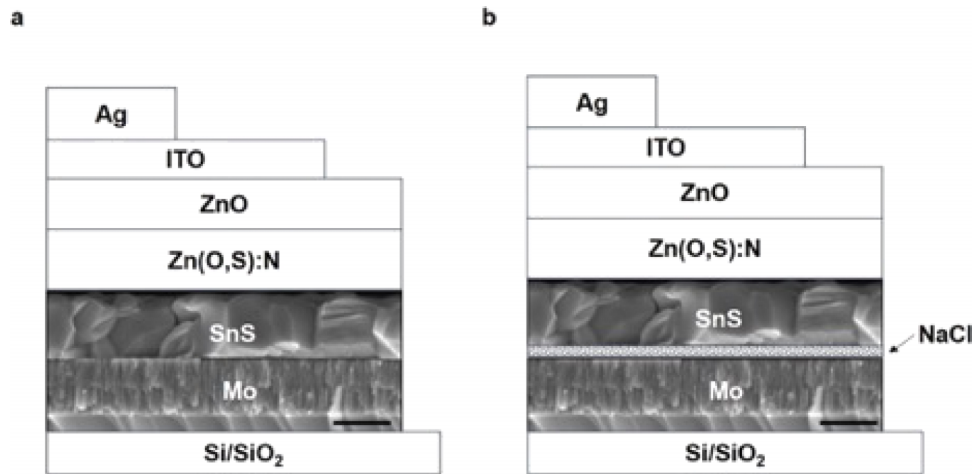 a
Ag
ITO
ZnO
Zn(O,S):N
SnS
Mo
Si/SiO₂
b
Ag
ITO
ZnO
Zn(O,S):N
SnS
NaCl
Mo
Si/SiO₂